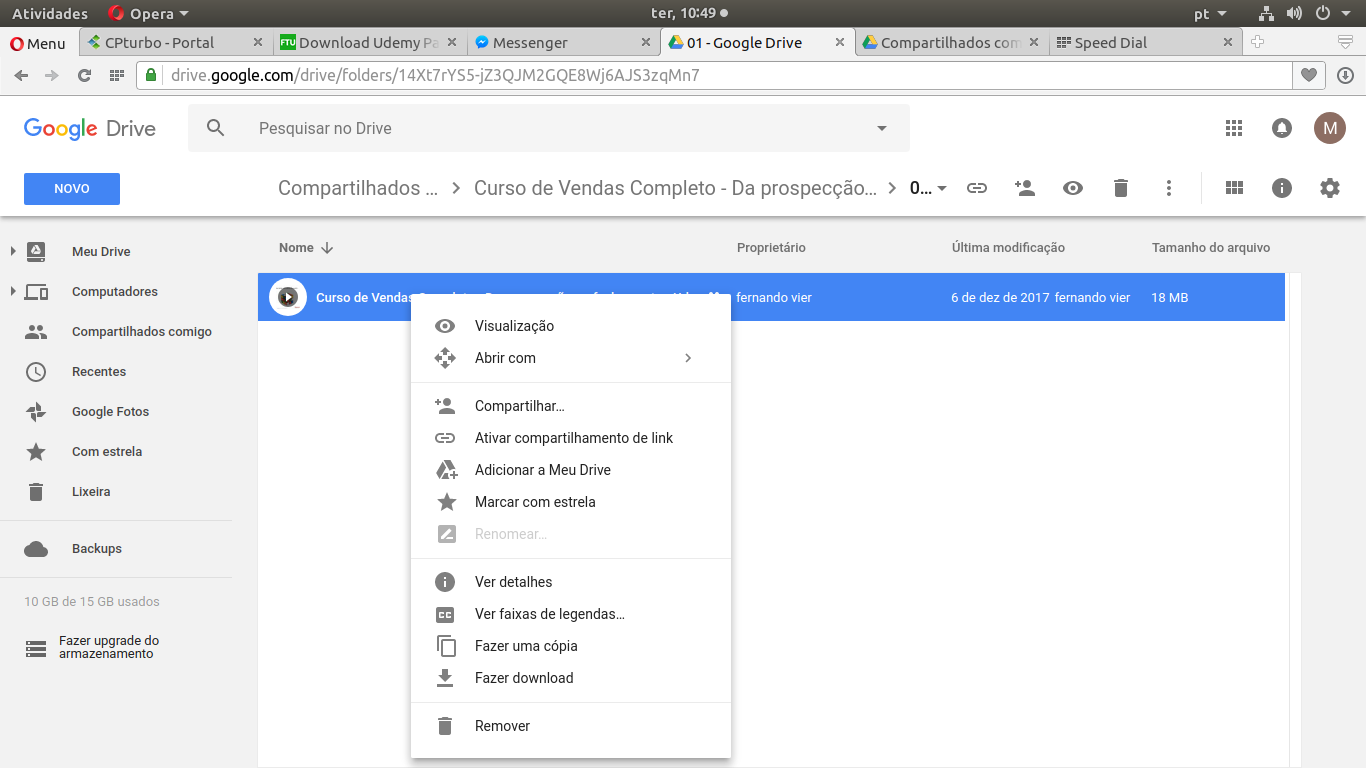 Atividades Opera ter, 10:49 pt
Menu CPturbo - Portal Download Udemy Pa Messenger 01 - Google Drive Compartilhados com Speed Dial
drive.google.com/drive/folders/14Xt7rYS5-jZ3QJM2GQE8Wj6AJS3zqMn7
Google Drive Pesquisar no Drive M
NOVO Compartilhados ... Curso de Vendas Completo - Da prospecção... 0...
Nome Proprietário Última modificação Tamanho do arquivo
Meu Drive
Computadores
Compartilhados comigo
Recentes
Google Fotos
Com estrela
Lixeira
Backups
10 GB de 15 GB usados
Fazer upgrade do
armazenamento
Curso de Vendas fernando vier 6 de dez de 2017 fernando vier 18 MB
Visualização
Abrir com
Compartilhar...
Ativar compartilhamento de link
Adicionar a Meu Drive
Marcar com estrela
Renomear...
Ver detalhes
CC Ver faixas de legendas...
Fazer uma cópia
Fazer download
Remover